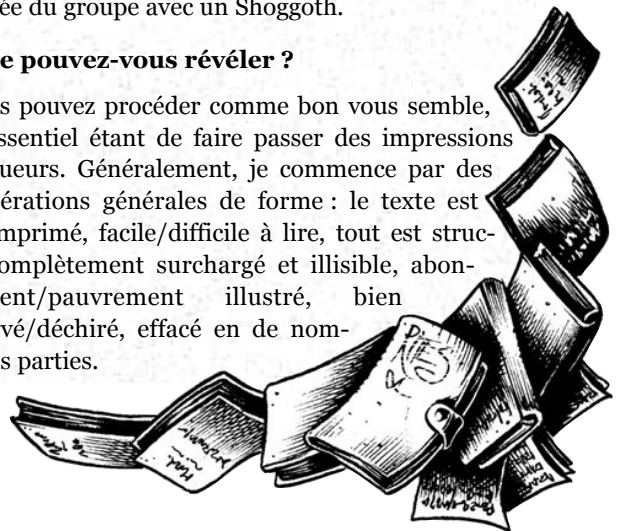 ée du groupe avec un Shoggoth.
e pouvez-vous révéler ?
s pouvez procéder comme bon vous semble,
ssentiel étant de faire passer des impressions
ueurs. Généralement, je commence par des
érations générales de forme : le texte est
mprimé, facile/difficile à lire, tout est struc-
omplètement surchargé et illisible, abon-
ent/pauvrement illustré, bien
vé/déchiré, effacé en de nom-
s parties.